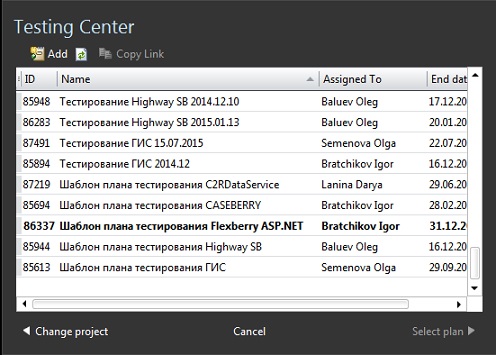 Testing Center
Add Copy Link
ID Name Assigned To End dat
85948 Тестирование Highway SB 2014.12.10 Baluev Oleg 17.12.20
86283 Тестирование Highway SB 2015.01.13 Baluev Oleg 20.01.20
87491 Тестирование ГИС 15.07.2015 Semenova Olga 22.07.20
85894 Тестирование ГИС 2014.12 Bratchikov Igor 16.12.20
87219 Шаблон плана тестирования C2RDataService Lanina Darya 29.06.20
85694 Шаблон плана тестирования CASEBERRY Bratchikov Igor 28.02.20
86337 Шаблон плана тестирования Flexberry ASP.NET Bratchikov Igor 31.12.20
85944 Шаблон плана тестирования Highway SB Baluev Oleg 16.12.20
85613 Шаблон плана тестирования ГИС Semenova Olga 29.09.20
Change project Cancel Select plan